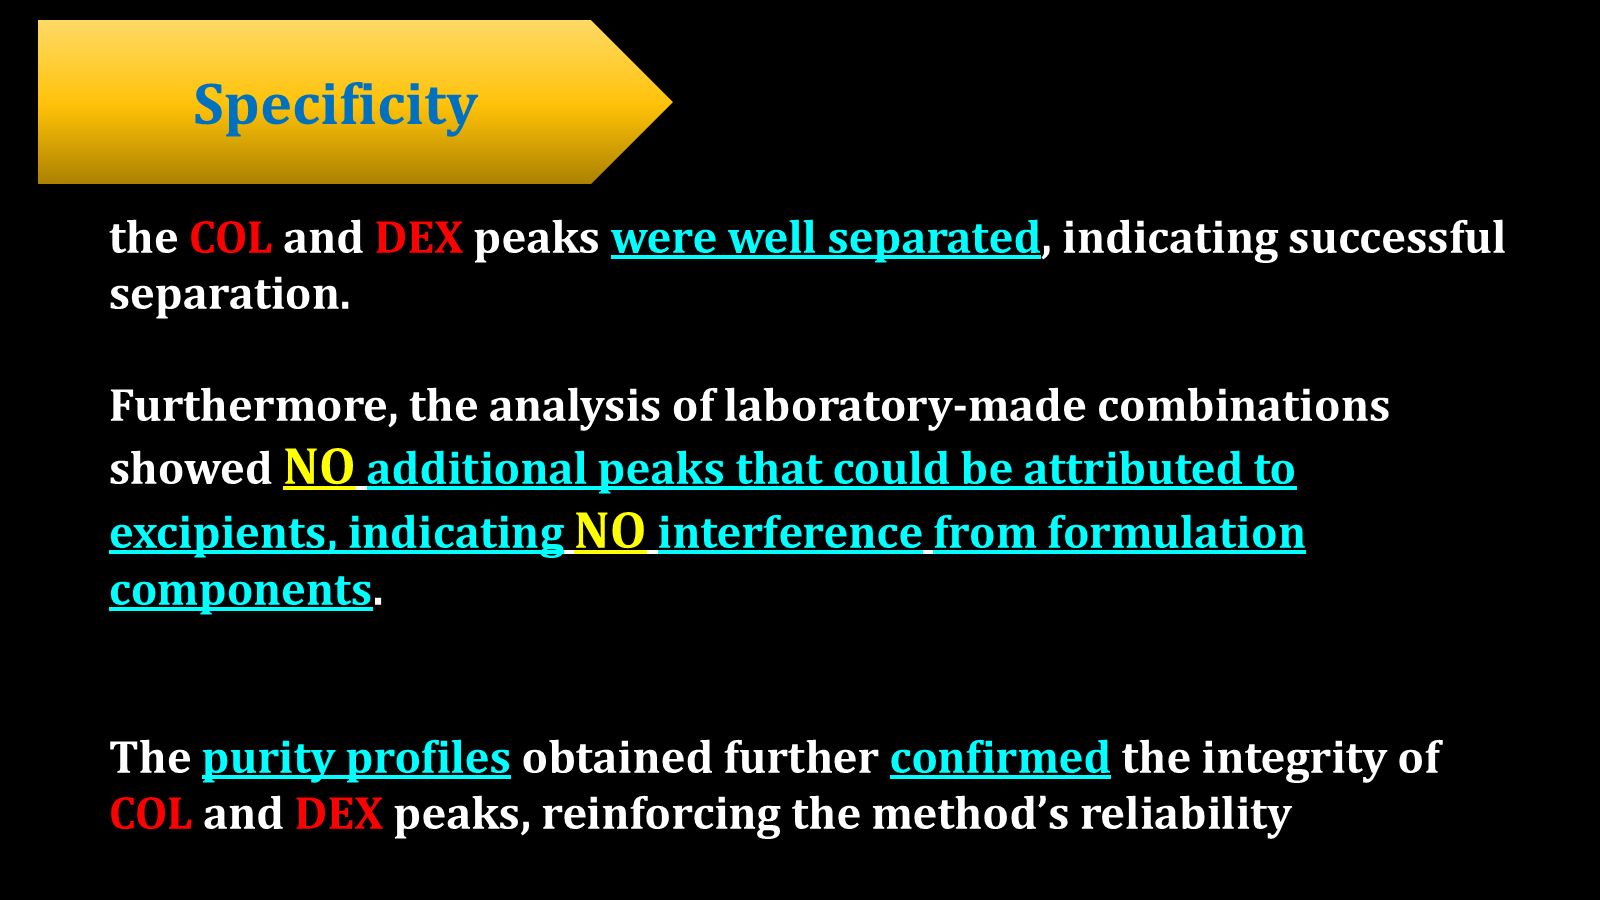 Specificity
the COL and DEX peaks were well separated, indicating successful
separation.
Furthermore, the analysis of laboratory-made combinations
showed NO additional peaks that could be attributed to
excipients, indicating NO interference from formulation
components.
The purity profiles obtained further confirmed the integrity of
COL and DEX peaks, reinforcing the method’s reliability